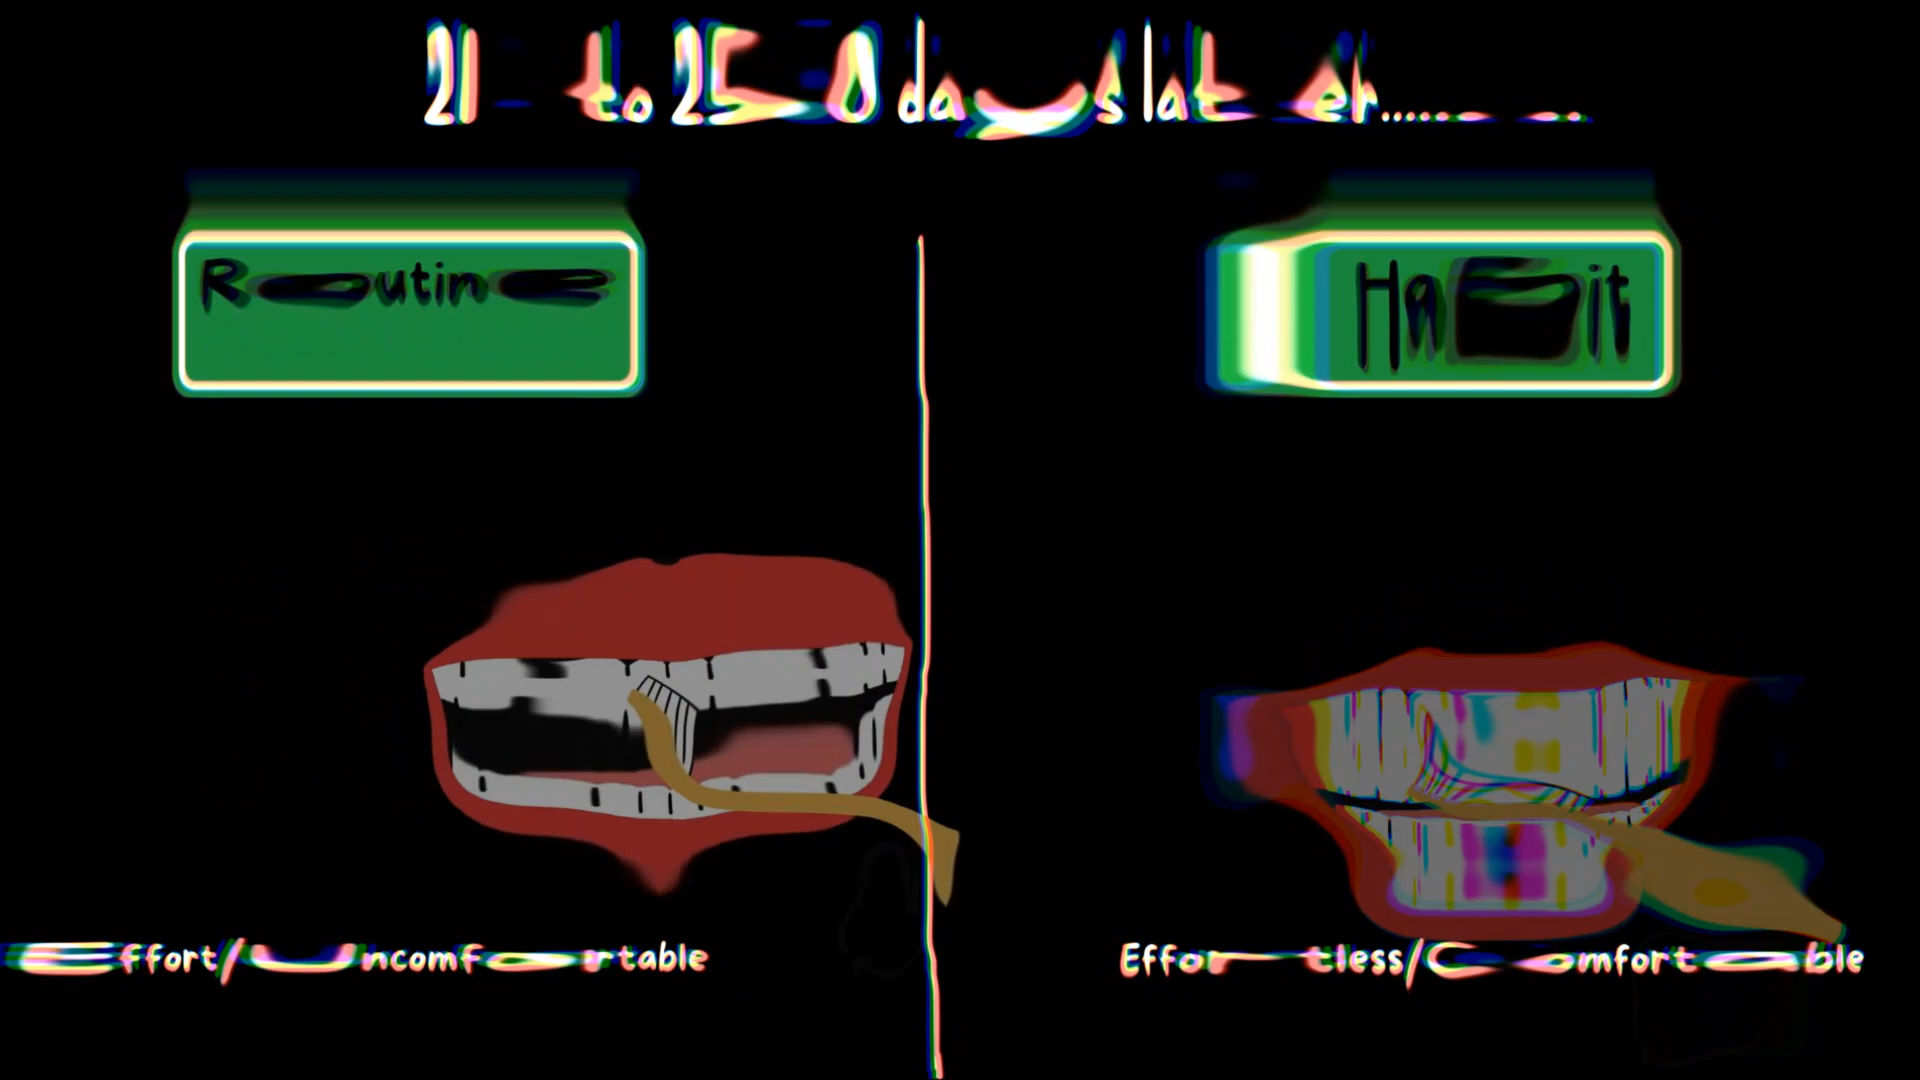 21 to 250 days later........
Routine
Habit
Effort/Uncomfortable
Effortless/Comfortable